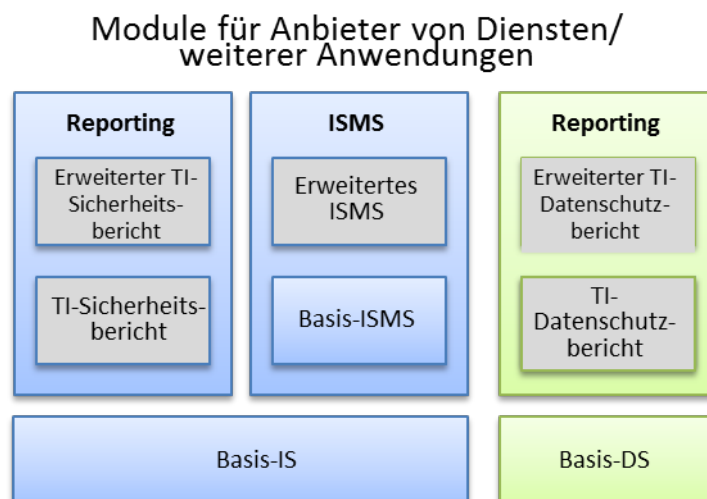 Module für Anbieter von Diensten/
weiterer Anwendungen
Reporting
Erweiterter TI-
Sicherheits-
bericht
TI-Sicherheits-
bericht
ISMS
Erweitertes
ISMS
Basis-ISMS
Reporting
Erweiterter TI-
Datenschutz-
bericht
TI-
Datenschutz-
bericht
Basis-IS
Basis-DS